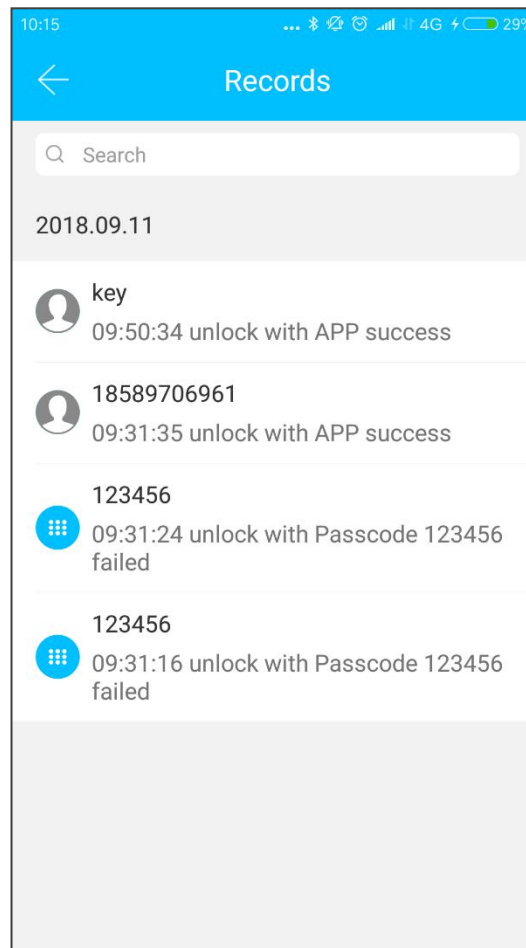 10:15 ... 4G 29%
Records
Search
2018.09.11
key
09:50:34 unlock with APP success
18589706961
09:31:35 unlock with APP success
123456
09:31:24 unlock with Passcode 123456
failed
123456
09:31:16 unlock with Passcode 123456
failed